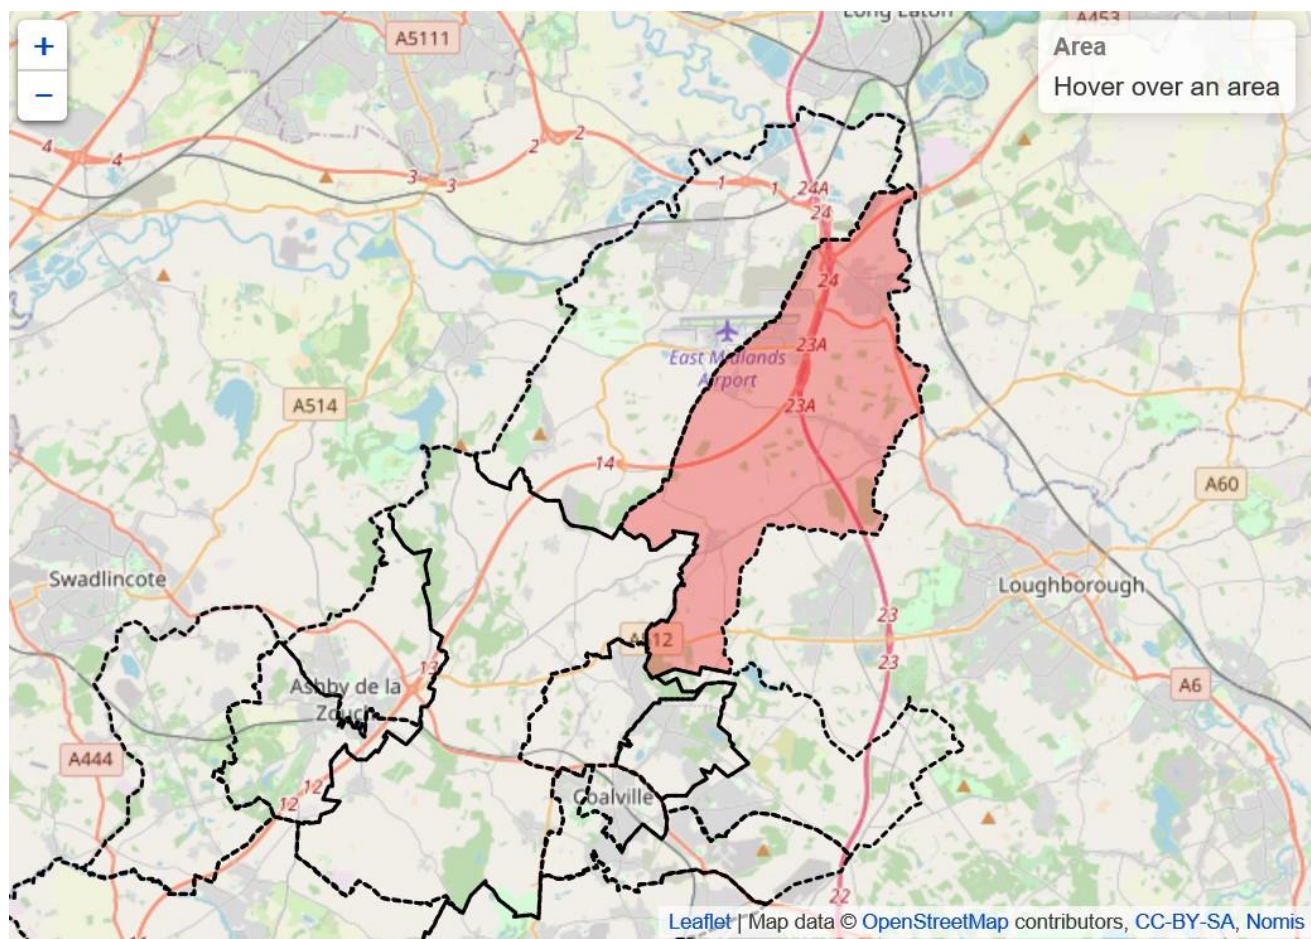 +
−
A5111
Long Eaton
A453
Area
Hover over an area
4
4
2
2
3
3
1
1
24A
24
24
23A
East Midlands
Airport
23A
A514
14
A60
Swadlincote
Loughborough
23
23
13
A512
Ashby de la
Zouch
A6
A444
12
12
Coalville
22
Leaflet | Map data © OpenStreetMap contributors, CC-BY-SA, Nomis